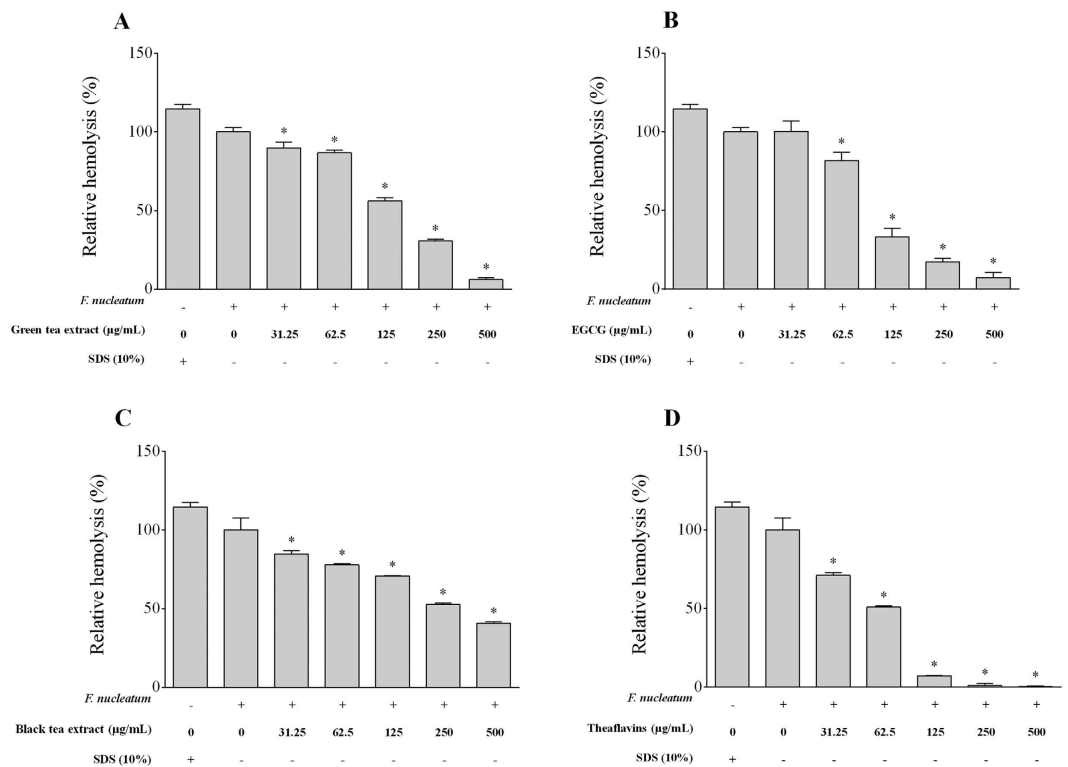 A
Relative hemolysis (%)
150
100
50
0
* * * * *
F. nucleatum - + + + + + +
Green tea extract (µg/mL) 0 0 31.25 62.5 125 250 500
SDS (10%) + - - - - - -
B
Relative hemolysis (%)
150
100
50
0
* * * *
F. nucleatum - + + + + + +
EGCG (µg/mL) 0 0 31.25 62.5 125 250 500
SDS (10%) + - - - - - -
C
Relative hemolysis (%)
150
100
50
0
* * * * *
F. nucleatum - + + + + + +
Black tea extract (µg/mL) 0 0 31.25 62.5 125 250 500
SDS (10%) + - - - - - -
D
Relative hemolysis (%)
150
100
50
0
* * * * *
F. nucleatum - + + + + + +
Theaflavins (µg/mL) 0 0 31.25 62.5 125 250 500
SDS (10%) + - - - - - -